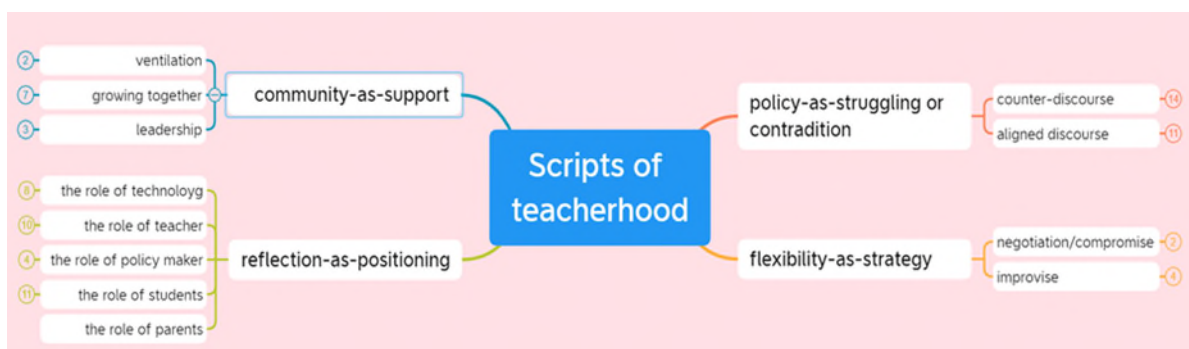 2
ventilation
7
growing together
3
leadership
community-as-support
8
the role of technoloyg
10
the role of teacher
4
the role of policy maker
11
the role of students
the role of parents
reflection-as-positioning
Scripts of
teacherhood
policy-as-struggling or
contradition
counter-discourse
14
aligned discourse
11
flexibility-as-strategy
negotiation/compromise
2
improvise
4